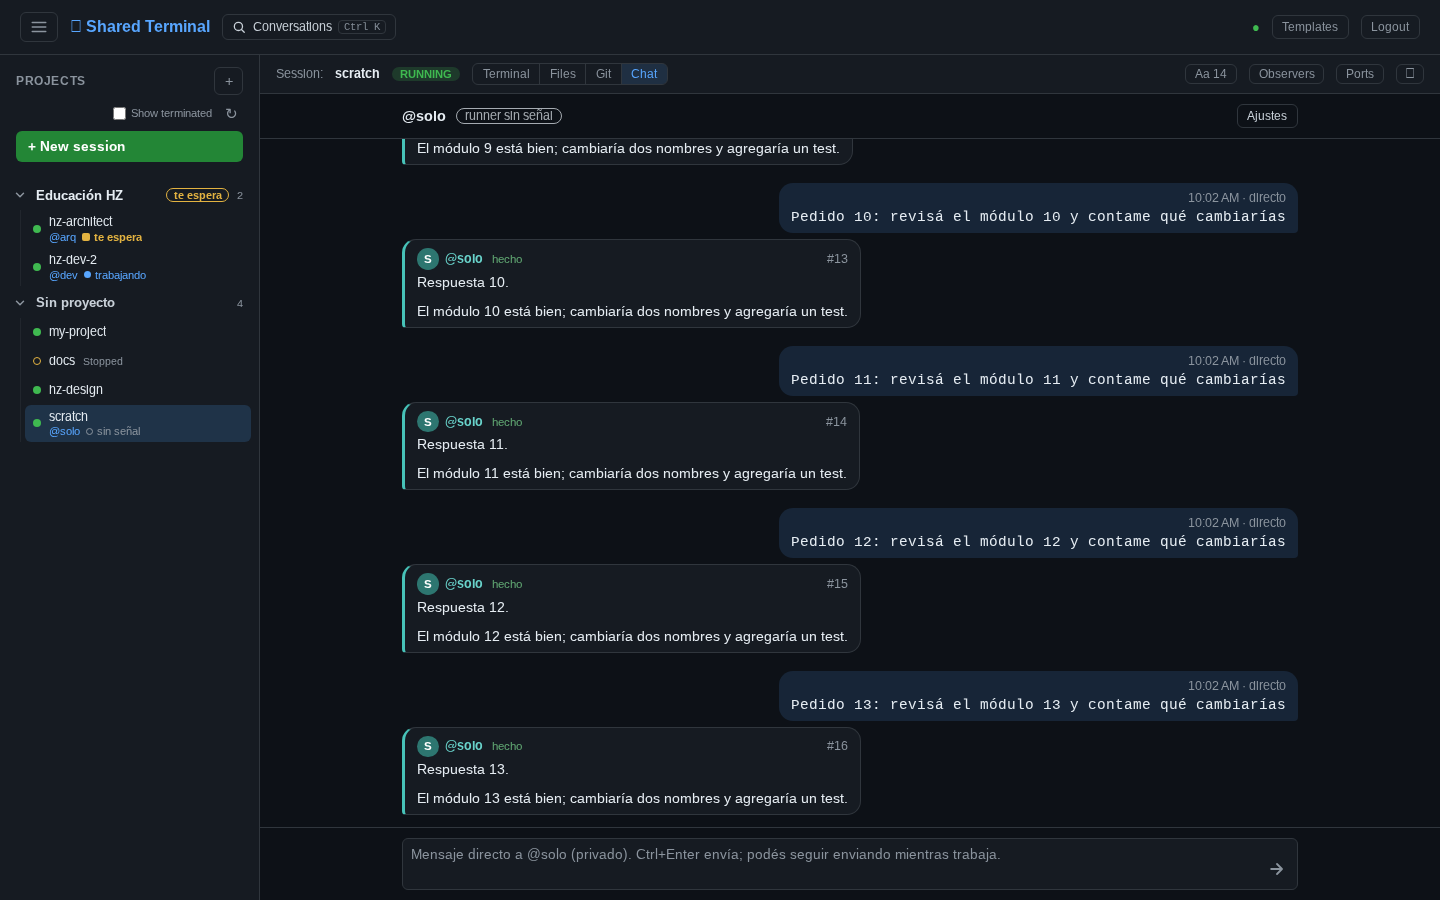 Shared Terminal
Conversations Ctrl K
Templates
Logout
PROJECTS
+
Show terminated
+ New session
Educación HZ te espera 2
hz-architect
@arq te espera
hz-dev-2
@dev trabajando
Sin proyecto 4
my-project
docs Stopped
hz-design
scratch
@solo sin señal
Session: scratch RUNNING Terminal Files Git Chat
Aa 14 Observers Ports
@solo runner sin señal Ajustes
El módulo 9 está bien; cambiaría dos nombres y agregaría un test.
10:02 AM · directo
Pedido 10: revisá el módulo 10 y contame qué cambiarías
S @solo hecho #13
Respuesta 10.
El módulo 10 está bien; cambiaría dos nombres y agregaría un test.
10:02 AM · directo
Pedido 11: revisá el módulo 11 y contame qué cambiarías
S @solo hecho #14
Respuesta 11.
El módulo 11 está bien; cambiaría dos nombres y agregaría un test.
10:02 AM · directo
Pedido 12: revisá el módulo 12 y contame qué cambiarías
S @solo hecho #15
Respuesta 12.
El módulo 12 está bien; cambiaría dos nombres y agregaría un test.
10:02 AM · directo
Pedido 13: revisá el módulo 13 y contame qué cambiarías
S @solo hecho #16
Respuesta 13.
El módulo 13 está bien; cambiaría dos nombres y agregaría un test.
Mensaje directo a @solo (privado). Ctrl+Enter envía; podés seguir enviando mientras trabaja.